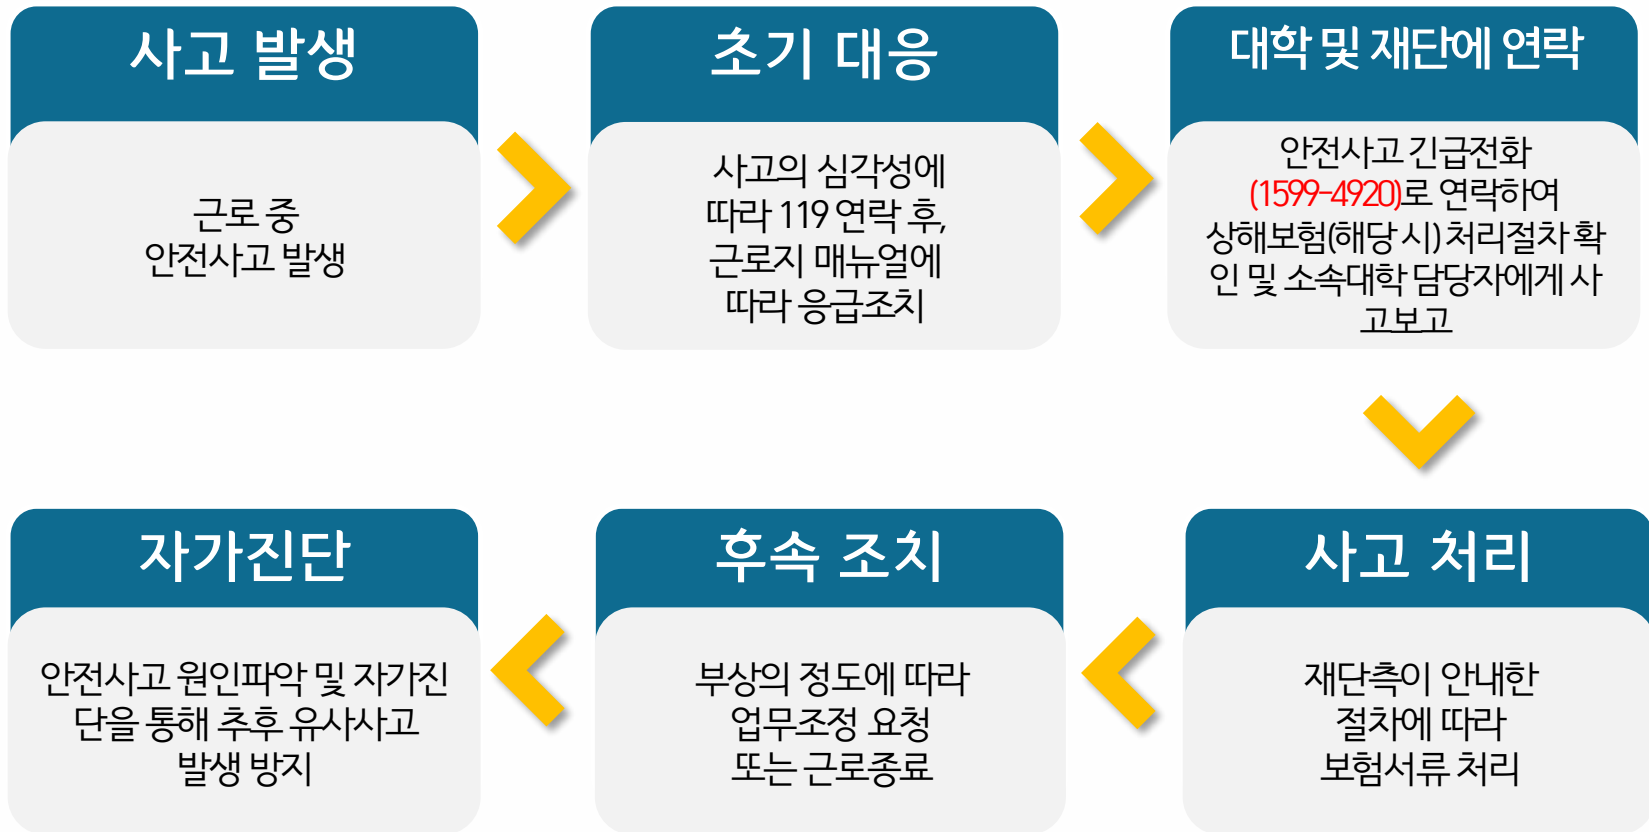 사고 발생
근로 중
안전사고 발생
초기 대응
사고의 심각성에
따라 119 연락 후,
근로지 매뉴얼에
따라 응급조치
대학 및 재단에 연락
안전사고 긴급전화
(1599-4920)로 연락하여
상해보험(해당 시) 처리절차 확
인 및 소속대학 담당자에게 사
고보고
사고 처리
재단측이 안내한
절차에 따라
보험서류 처리
후속 조치
부상의 정도에 따라
업무조정 요청
또는 근로종료
자가진단
안전사고 원인파악 및 자가진
단을 통해 추후 유사사고
발생 방지